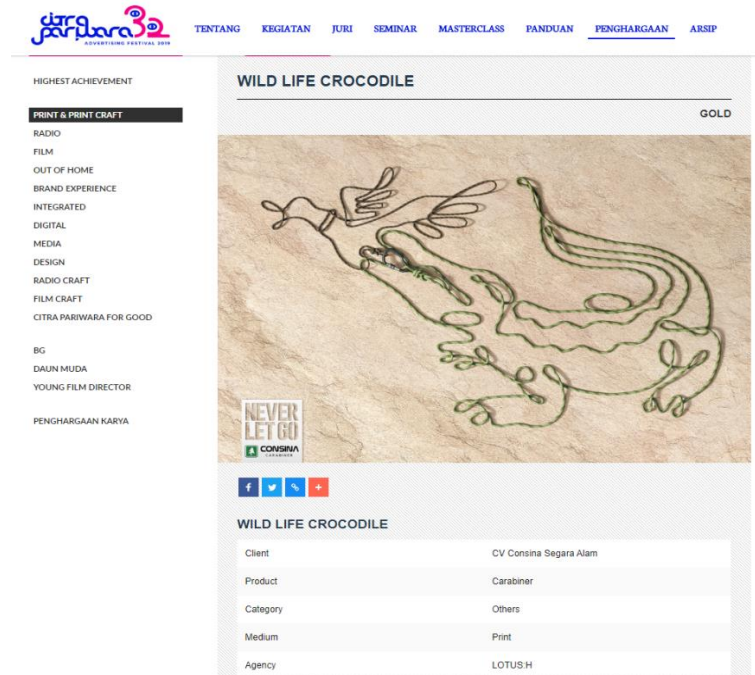 citra pariwara 32
ADVERTISING FESTIVAL 2019
TENTANG KEGIATAN JURI SEMINAR MASTERCLASS PANDUAN PENGHARGAAN ARSIP
HIGHEST ACHIEVEMENT
PRINT & PRINT CRAFT
RADIO
FILM
OUT OF HOME
BRAND EXPERIENCE
INTEGRATED
DIGITAL
MEDIA
DESIGN
RADIO CRAFT
FILM CRAFT
CITRA PARIWARA FOR GOOD
BG
DAUN MUDA
YOUNG FILM DIRECTOR
PENGHARGAAN KARYA
WILD LIFE CROCODILE
GOLD
NEVER
LET GO
CONSINA
CARABINER
WILD LIFE CROCODILE
Client CV Consina Segara Alam
Product Carabiner
Category Others
Medium Print
Agency LOTUS:H